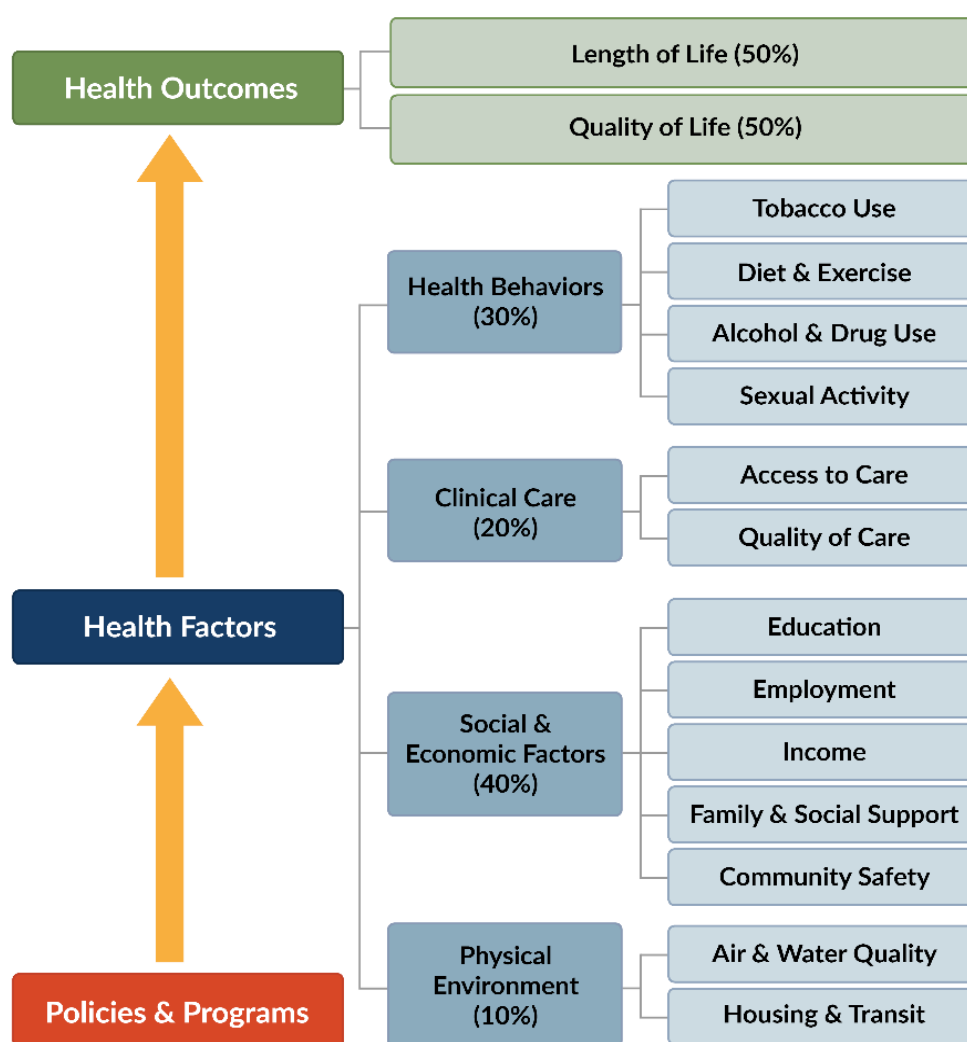 Health Outcomes
Length of Life (50%)
Quality of Life (50%)
Health Factors
Health Behaviors
(30%)
Tobacco Use
Diet & Exercise
Alcohol & Drug Use
Sexual Activity
Clinical Care
(20%)
Access to Care
Quality of Care
Social &
Economic Factors
(40%)
Education
Employment
Income
Family & Social Support
Community Safety
Physical
Environment
(10%)
Air & Water Quality
Housing & Transit
Policies & Programs